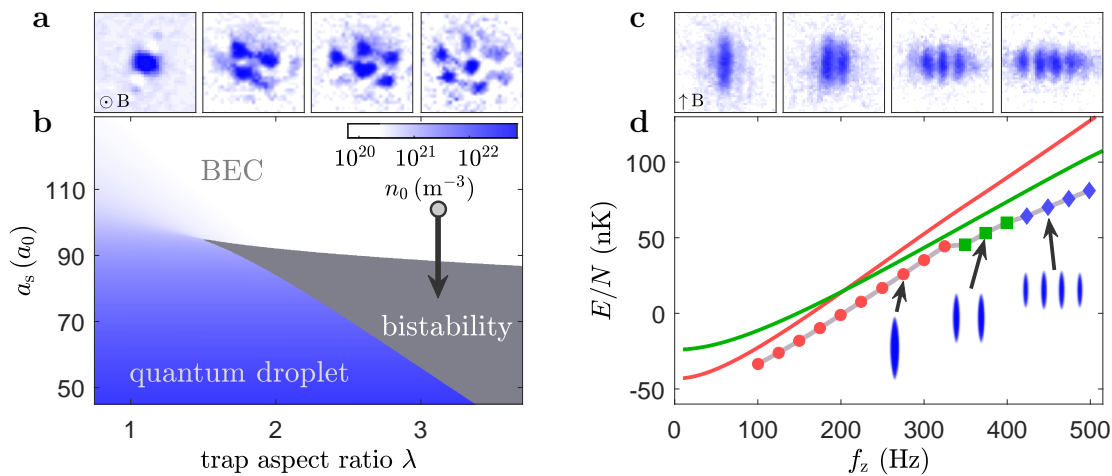 a
⊙ B
c
↑B
b
BEC
10^20 10^21 10^22
n_0 (m^−3)
bistability
quantum droplet
110
90
70
50
a_s (a_0)
1 2 3
trap aspect ratio λ
d
100
50
0
-50
E/N (nK)
0 100 200 300 400 500
f_z (Hz)